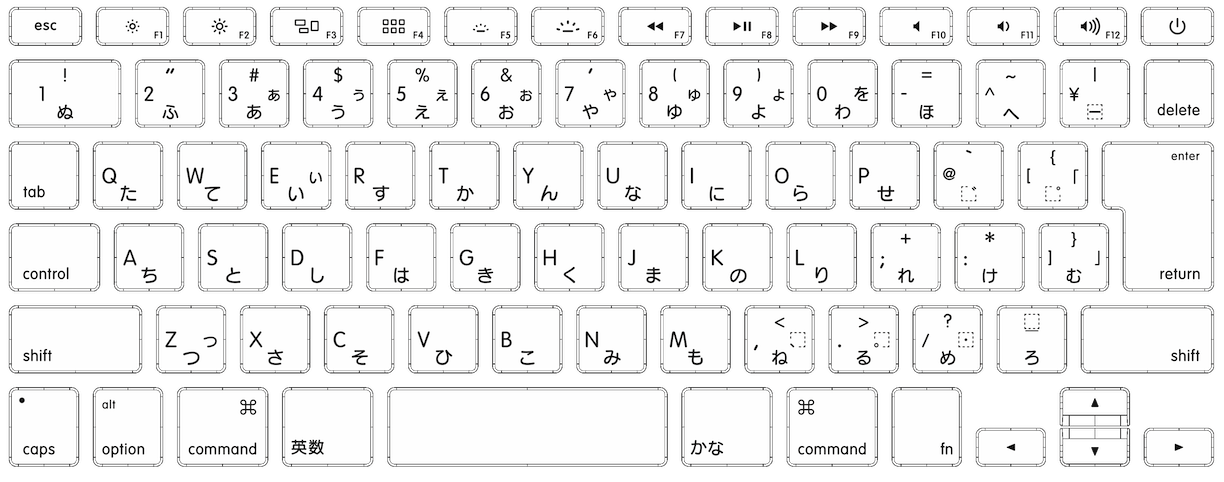 esc F1 F2 F3 F4 F5 F6 F7 F8 F9 F10 F11 F12
! ″ # $ % & ′ ( ) = ~ |
1 2 3 ぁ 4 ぅ 5 ぇ 6 ぉ 7 ゃ 8 ゅ 9 ょ 0 を - ^ ¥ delete
ぬ ふ あ う え お や ゆ よ わ ほ へ ー
` { enter
Q W E ぃ R T Y U I O P @ ゛ [ ゜ 「
tab た て い す か ん な に ら せ
+ * }
A S D F G H J K L ; : ] 」
control ち と し は き く ま の り れ け む return
< > ? _
Z っ X C V B N M , 、 . 。 / ・
shift つ さ そ ひ こ み も ね る め ろ shift
alt ⌘ ⌘ ▲
caps option command 英数 かな command fn ◀ ▼ ▶